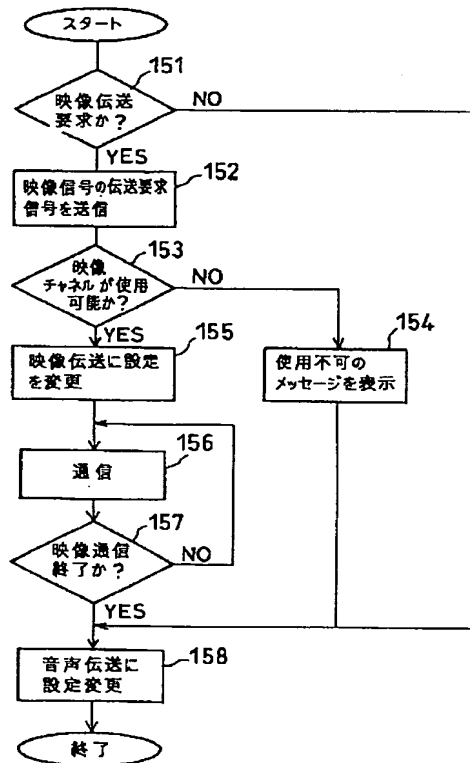 スタート
151
映像伝送
要求か?
NO
YES
152
映像信号の伝送要求
信号を送信
153
映像
チャネルが使用
可能か?
NO
YES
154
使用不可の
メッセージを表示
155
映像伝送に設定
を変更
156
通信
157
映像通信
終了か?
NO
YES
158
音声伝送に
設定変更
終了